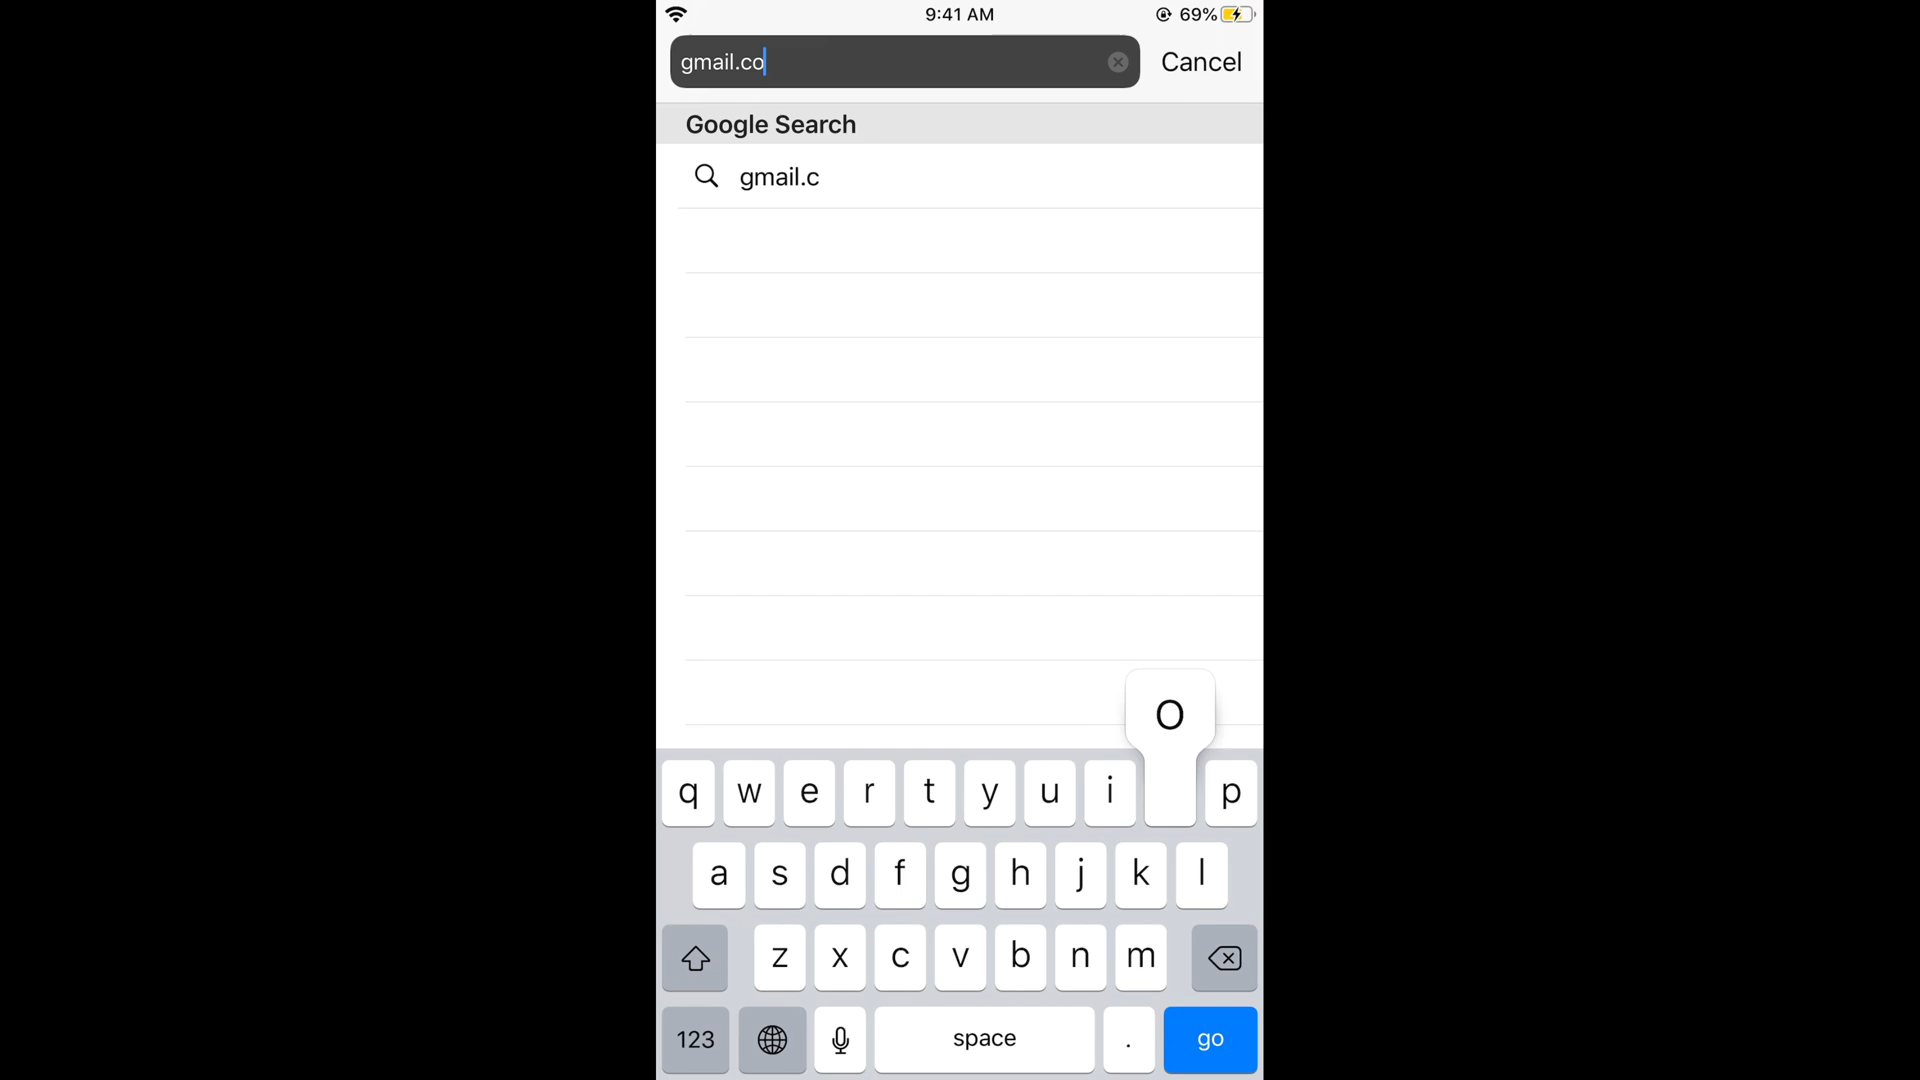 9:41 AM
69%
gmail.co
Cancel
Google Search
gmail.c
O
q w e r t y u i p
a s d f g h j k l
z x c v b n m
123
space
.
go